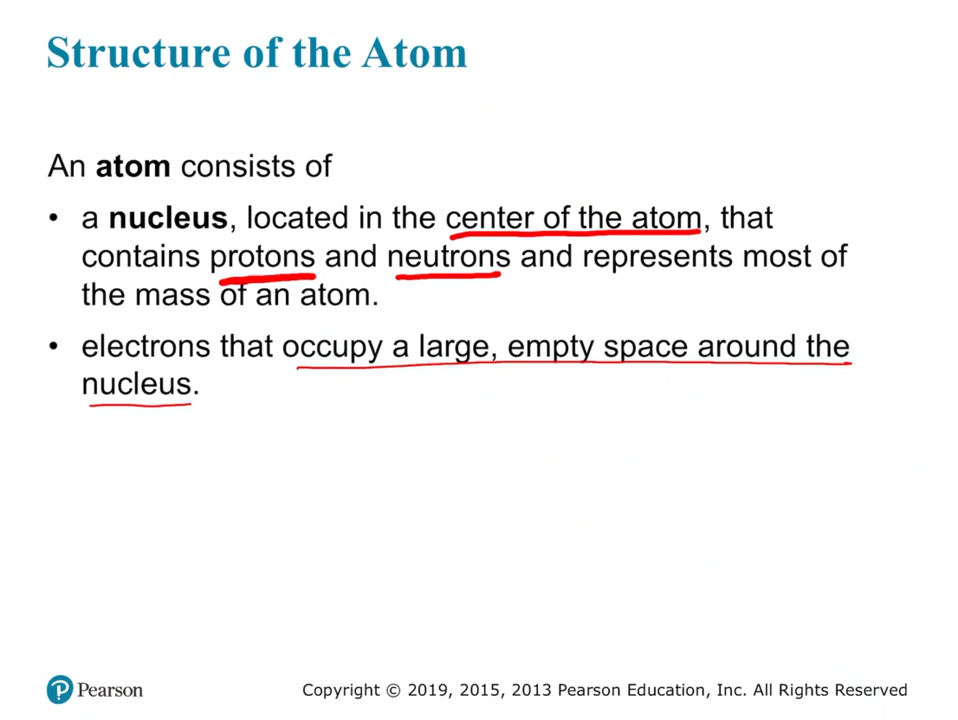 Structure of the Atom
An atom consists of
• a nucleus, located in the center of the atom, that
contains protons and neutrons and represents most of
the mass of an atom.
• electrons that occupy a large, empty space around the
nucleus.
P Pearson
Copyright © 2019, 2015, 2013 Pearson Education, Inc. All Rights Reserved